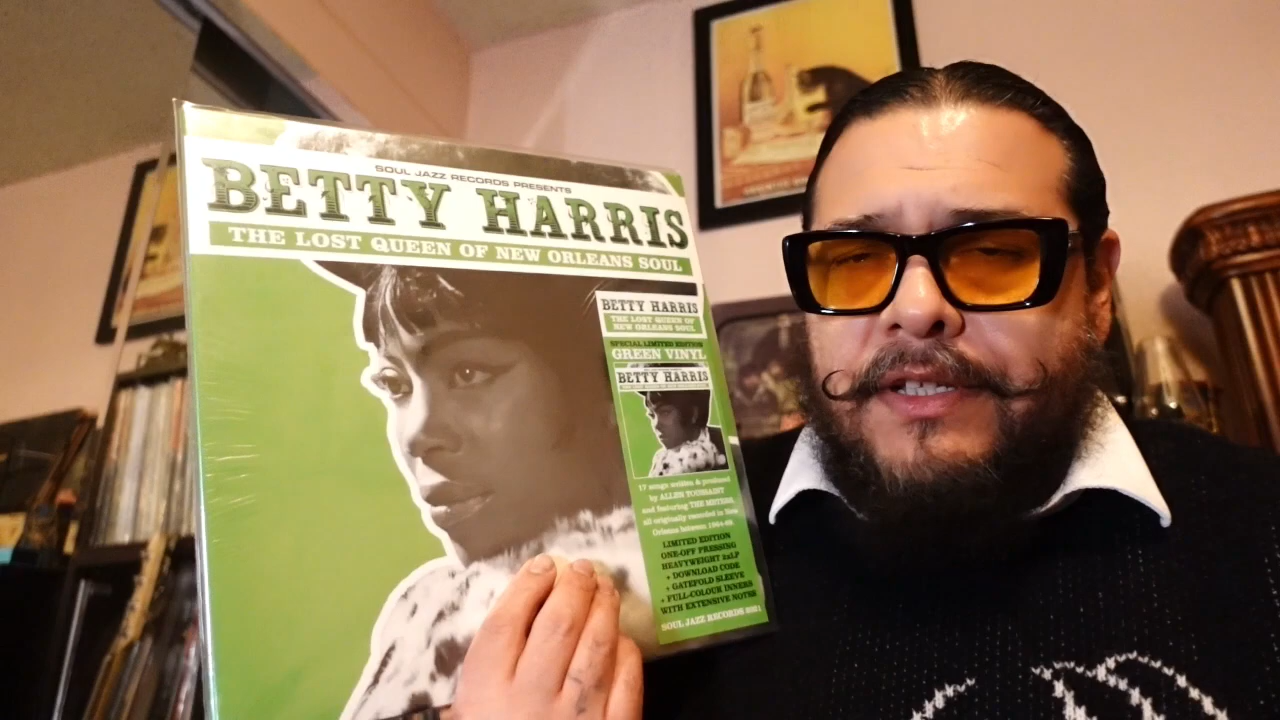 SOUL JAZZ RECORDS PRESENTS
BETTY HARRIS
THE LOST QUEEN OF NEW ORLEANS SOUL
BETTY HARRIS
THE LOST QUEEN OF
NEW ORLEANS SOUL
SPECIAL LIMITED EDITION
GREEN VINYL
BETTY HARRIS
17 songs written & produced
by ALLEN TOUSSAINT
and featuring THE METERS,
all originally recorded in New
Orleans between 1964-69.
LIMITED EDITION
ONE-OFF PRESSING
HEAVYWEIGHT 2xLP
+ DOWNLOAD CODE
+ GATEFOLD SLEEVE
+ FULL-COLOUR INNERS
WITH EXTENSIVE NOTES
SOUL JAZZ RECORDS 2021